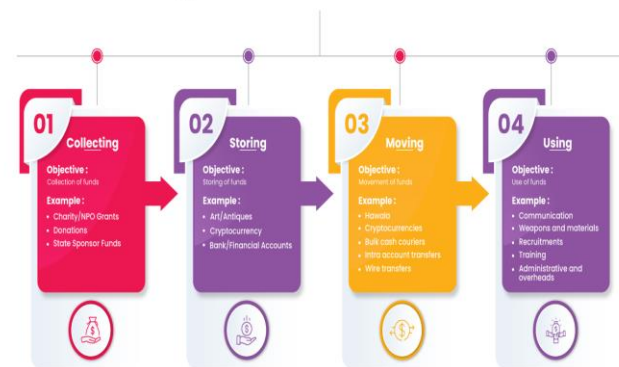 01
Collecting
Objective :
Collection of funds
Example :
• Charity/NPO Grants
• Donations
• State Sponsor Funds
02
Storing
Objective :
Storing of funds
Example :
• Art/Antiques
• Cryptocurrency
• Bank/Financial Accounts
03
Moving
Objective :
Movement of funds
Example :
• Hawala
• Cryptocurrencies
• Bulk cash couriers
• Intra account transfers
• Wire transfers
04
Using
Objective :
Use of funds
Example :
• Communication
• Weapons and materials
• Recruitments
• Training
• Administrative and
overheads